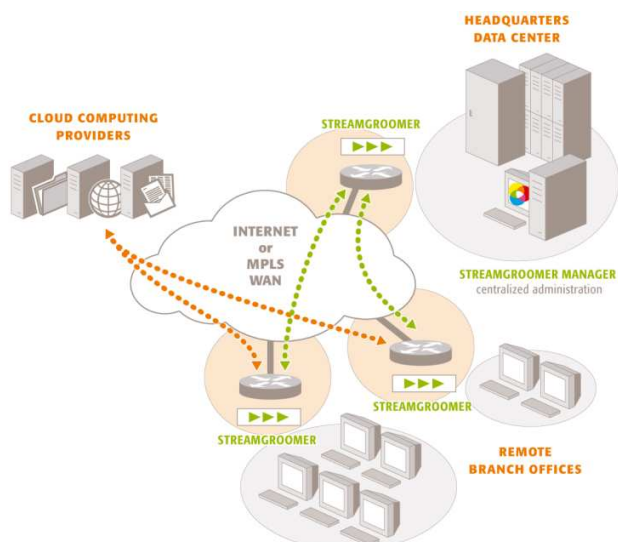 HEADQUARTERS
DATA CENTER
CLOUD COMPUTING
PROVIDERS
STREAMGROOMER
INTERNET
or
MPLS
WAN
STREAMGROOMER MANAGER
centralized administration
STREAMGROOMER
STREAMGROOMER
REMOTE
BRANCH OFFICES